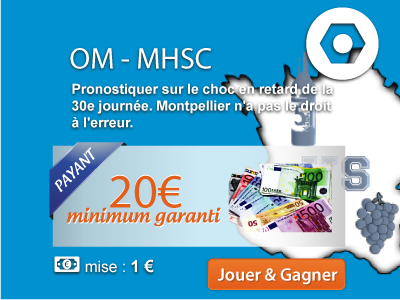 OM - MHSC
Pronostiquer sur le choc en retard de la
30e journée. Montpellier n'a pas le droit
à l'erreur.
PAYANT
20€
minimum garanti
mise : 1 €
Jouer & Gagner